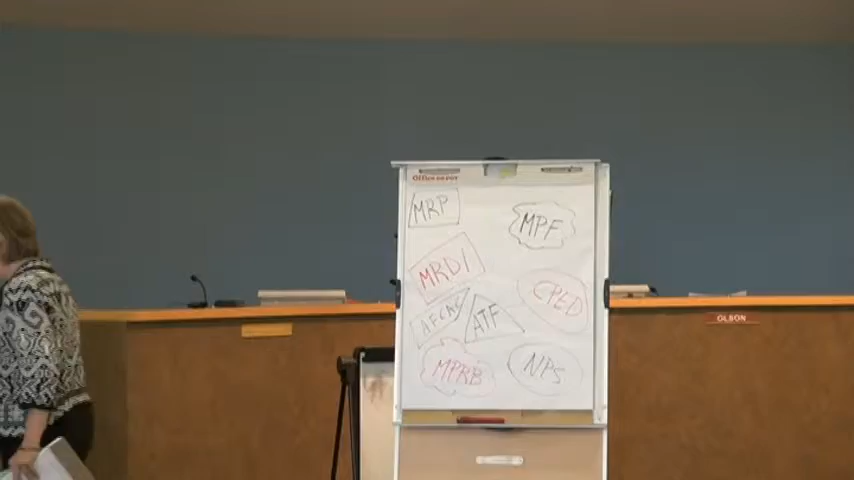 MRP
MPF
MRDI
CPED
AFCAC
ATF
MPRB
NPS
OLSON